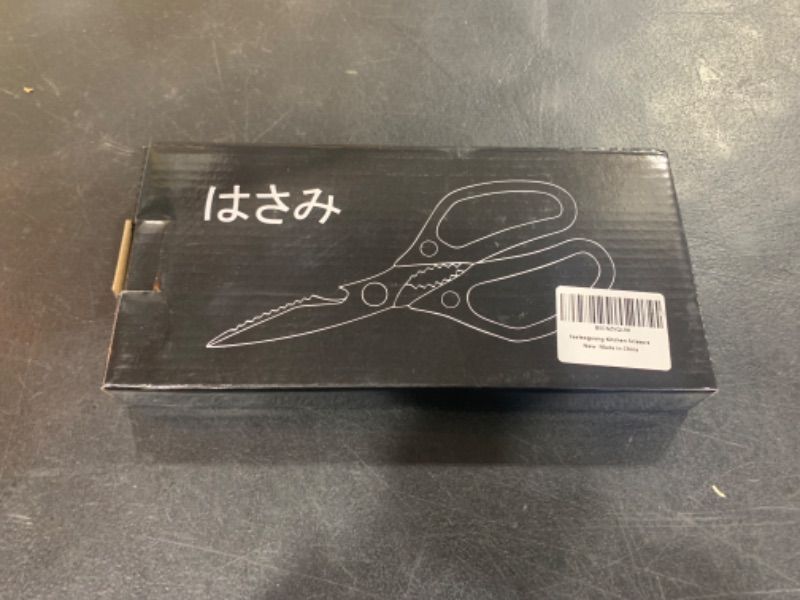 はさみ
Kitchen Scissors
New Made in China